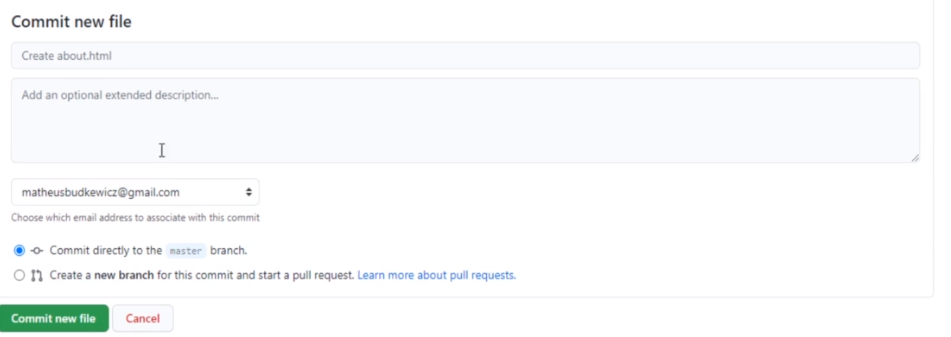 Commit new file
Create about.html
Add an optional extended description...
matheusbudkewicz@gmail.com
Choose which email address to associate with this commit
Commit directly to the master branch.
Create a new branch for this commit and start a pull request. Learn more about pull requests.
Commit new file Cancel